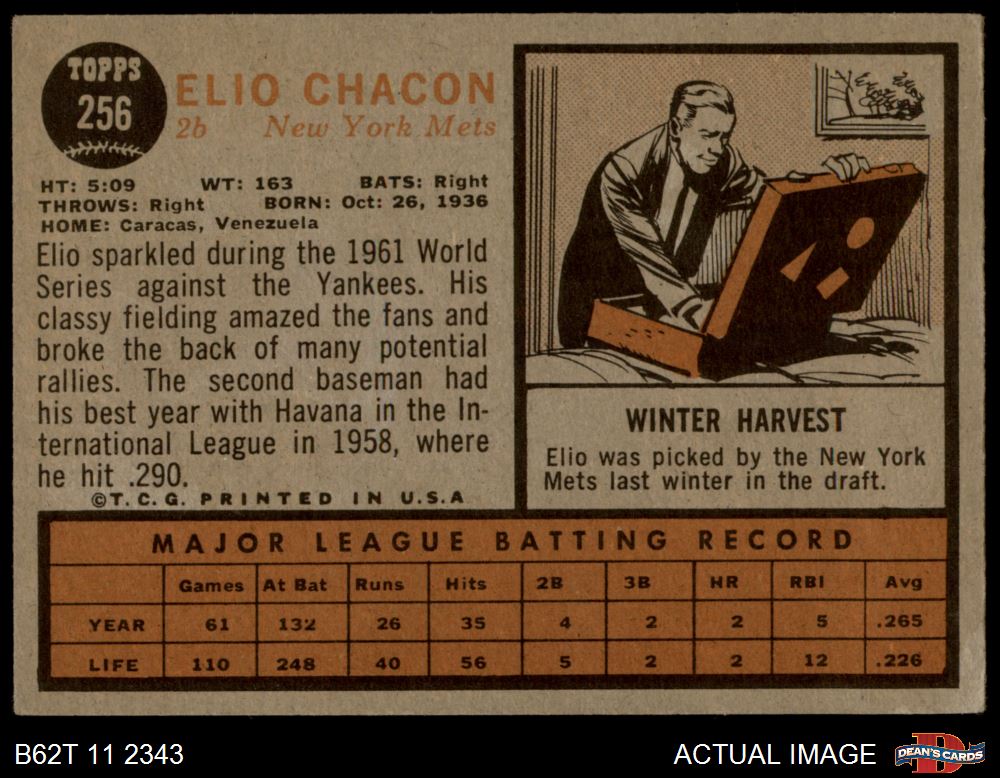 TOPPS
256
ELIO CHACON
2b New York Mets
HT: 5:09 WT: 163 BATS: Right
THROWS: Right BORN: Oct: 26, 1936
HOME: Caracas, Venezuela
Elio sparkled during the 1961 World
Series against the Yankees. His
classy fielding amazed the fans and
broke the back of many potential
rallies. The second baseman had
his best year with Havana in the In-
ternational League in 1958, where
he hit .290.
©T.C.G. PRINTED IN U.S.A
WINTER HARVEST
Elio was picked by the New York
Mets last winter in the draft.
MAJOR LEAGUE BATTING RECORD
Games At Bat Runs Hits 2B 3B HR RBI Avg
YEAR 61 132 26 35 4 2 2 5 .265
LIFE 110 248 40 56 5 2 2 12 .226
B62T 11 2343
ACTUAL IMAGE
D
DEAN'S CARDS